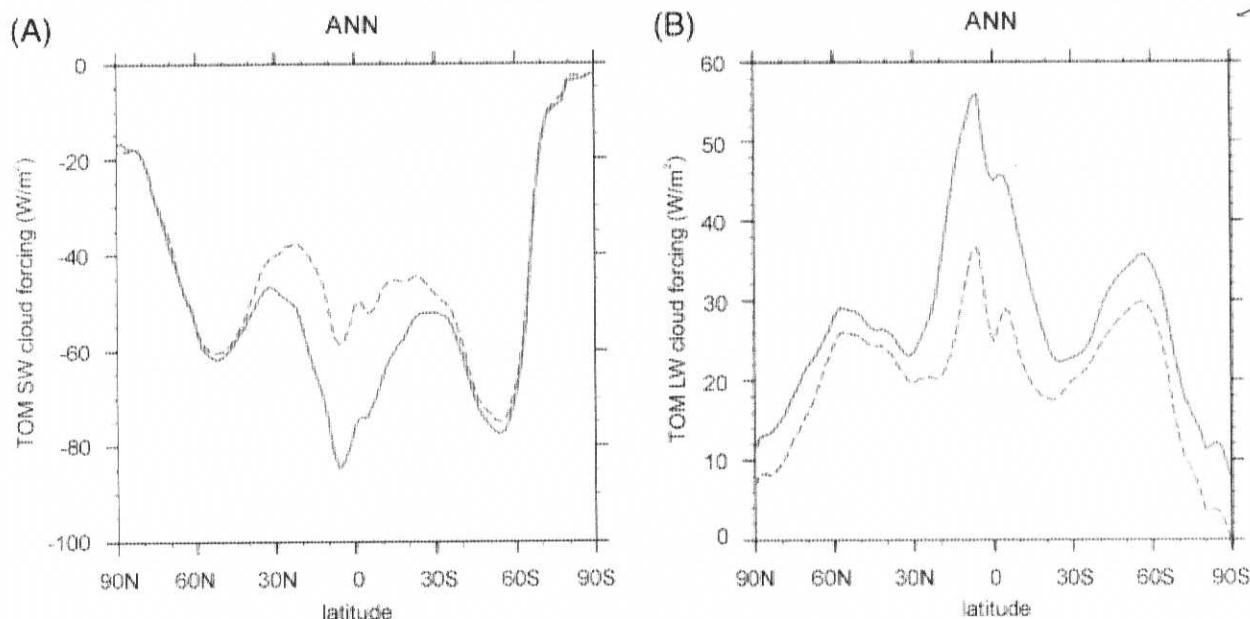 (A)
ANN
0
-20
-40
-60
-80
-100
TOM SW cloud forcing (W/m²)
90N 60N 30N 0 30S 60S 90S
latitude
(B)
ANN
60
50
40
30
20
10
0
TOM LW cloud forcing (W/m²)
90N 60N 30N 0 30S 60S 90S
latitude